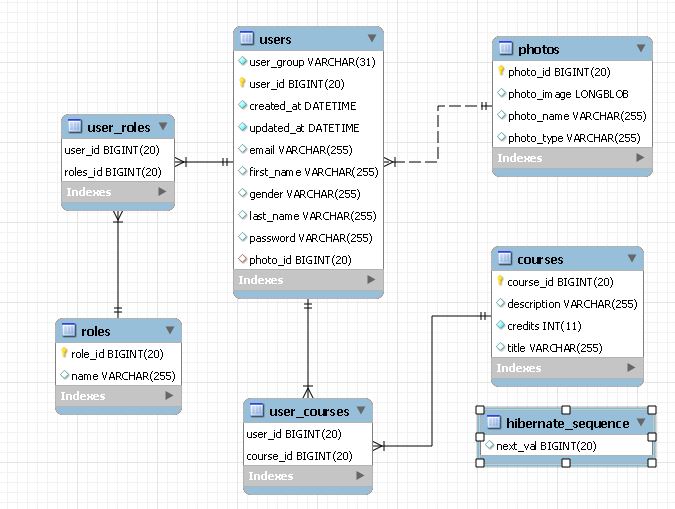 users
user_group VARCHAR(31)
user_id BIGINT(20)
created_at DATETIME
updated_at DATETIME
email VARCHAR(255)
first_name VARCHAR(255)
gender VARCHAR(255)
last_name VARCHAR(255)
password VARCHAR(255)
photo_id BIGINT(20)
Indexes
photos
photo_id BIGINT(20)
photo_image LONGBLOB
photo_name VARCHAR(255)
photo_type VARCHAR(255)
Indexes
user_roles
user_id BIGINT(20)
roles_id BIGINT(20)
Indexes
roles
role_id BIGINT(20)
name VARCHAR(255)
Indexes
courses
course_id BIGINT(20)
description VARCHAR(255)
credits INT(11)
title VARCHAR(255)
Indexes
user_courses
user_id BIGINT(20)
course_id BIGINT(20)
Indexes
hibernate_sequence
next_val BIGINT(20)